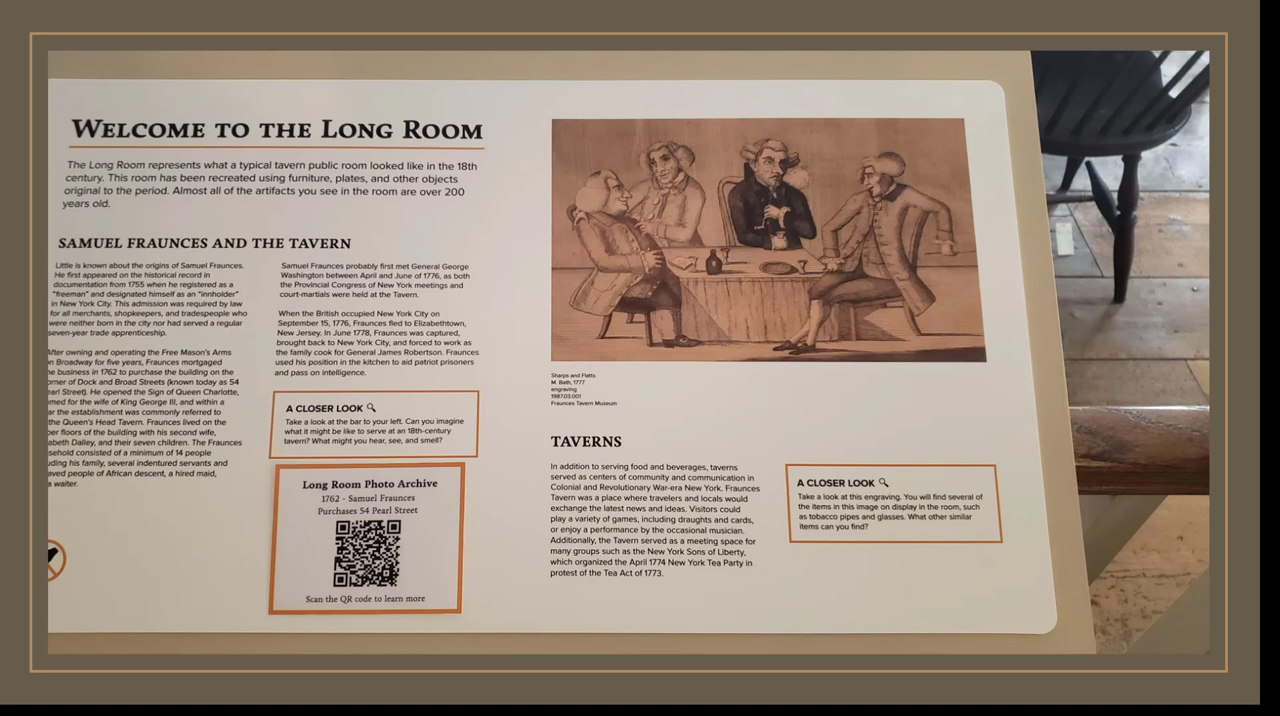 WELCOME TO THE LONG ROOM
The Long Room represents what a typical tavern public room looked like in the 18th
century. This room has been recreated using furniture, plates, and other objects
original to the period. Almost all of the artifacts you see in the room are over 200
years old.
SAMUEL FRAUNCES AND THE TAVERN
Little is known about the origins of Samuel Fraunces.
He first appeared on the historical record in
documentation from 1755 when he registered as a
"freeman" and designated himself as an "innholder"
in New York City. This admission was required by law
for all merchants, shopkeepers, and tradespeople who
were neither born in the city nor had served a regular
seven-year trade apprenticeship.
After owning and operating the Free Mason's Arms
n Broadway for five years, Fraunces mortgaged
he business in 1762 to purchase the building on the
orner of Dock and Broad Streets (known today as 54
earl Street). He opened the Sign of Queen Charlotte,
med for the wife of King George III, and within a
ar the establishment was commonly referred to
the Queen's Head Tavern. Fraunces lived on the
per floors of the building with his second wife,
abeth Dalley, and their seven children. The Fraunces
sehold consisted of a minimum of 14 people
uding his family, several indentured servants and
aved people of African descent, a hired maid,
a waiter.
Samuel Fraunces probably first met General George
Washington between April and June of 1776, as both
the Provincial Congress of New York meetings and
court-martials were held at the Tavern.
When the British occupied New York City on
September 15, 1776, Fraunces fled to Elizabethtown,
New Jersey. In June 1778, Fraunces was captured,
brought back to New York City, and forced to work as
the family cook for General James Robertson. Fraunces
used his position in the kitchen to aid patriot prisoners
and pass on intelligence.
A CLOSER LOOK
Take a look at the bar to your left. Can you imagine
what it might be like to serve at an 18th-century
tavern? What might you hear, see, and smell?
Long Room Photo Archive
1762 - Samuel Fraunces
Purchases 54 Pearl Street
Scan the QR code to learn more
Sharps and Flatts
M. Bath, 1777
engraving
1987.03.001
Fraunces Tavern Museum
TAVERNS
In addition to serving food and beverages, taverns
served as centers of community and communication in
Colonial and Revolutionary War-era New York. Fraunces
Tavern was a place where travelers and locals would
exchange the latest news and ideas. Visitors could
play a variety of games, including draughts and cards,
or enjoy a performance by the occasional musician.
Additionally, the Tavern served as a meeting space for
many groups such as the New York Sons of Liberty,
which organized the April 1774 New York Tea Party in
protest of the Tea Act of 1773.
A CLOSER LOOK
Take a look at this engraving. You will find several of
the items in this image on display in the room, such
as tobacco pipes and glasses. What other similar
items can you find?